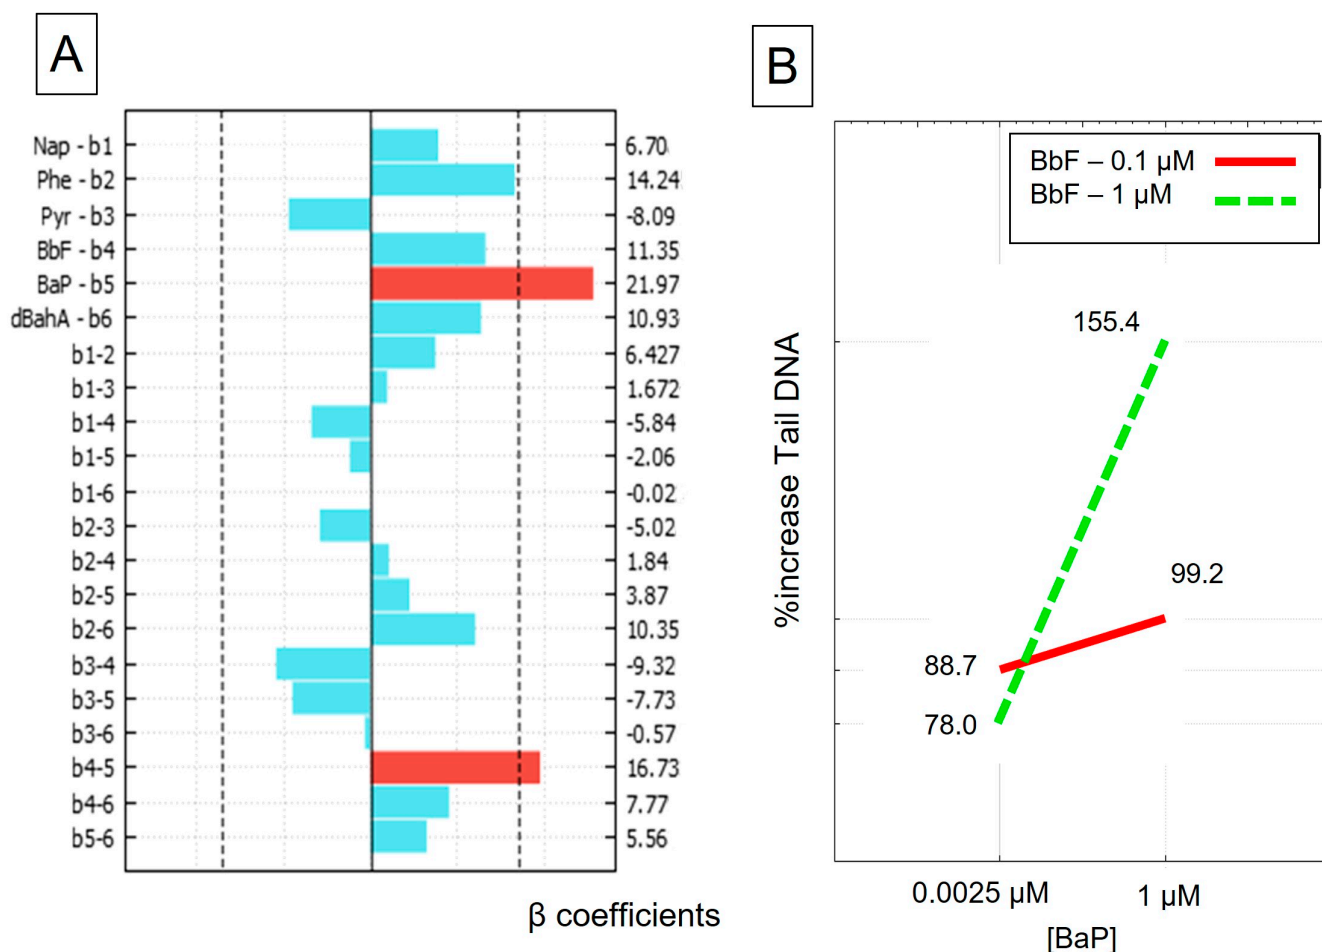 A
Nap - b1 6.70
Phe - b2 14.24
Pyr - b3 -8.09
BbF - b4 11.35
BaP - b5 21.97
dBahA - b6 10.93
b1-2 6.427
b1-3 1.672
b1-4 -5.84
b1-5 -2.06
b1-6 -0.02
b2-3 -5.02
b2-4 1.84
b2-5 3.87
b2-6 10.35
b3-4 -9.32
b3-5 -7.73
b3-6 -0.57
b4-5 16.73
b4-6 7.77
b5-6 5.56
β coefficients
B
BbF – 0.1 µM
BbF – 1 µM
%increase Tail DNA
155.4
99.2
88.7
78.0
0.0025 µM 1 µM
[BaP]